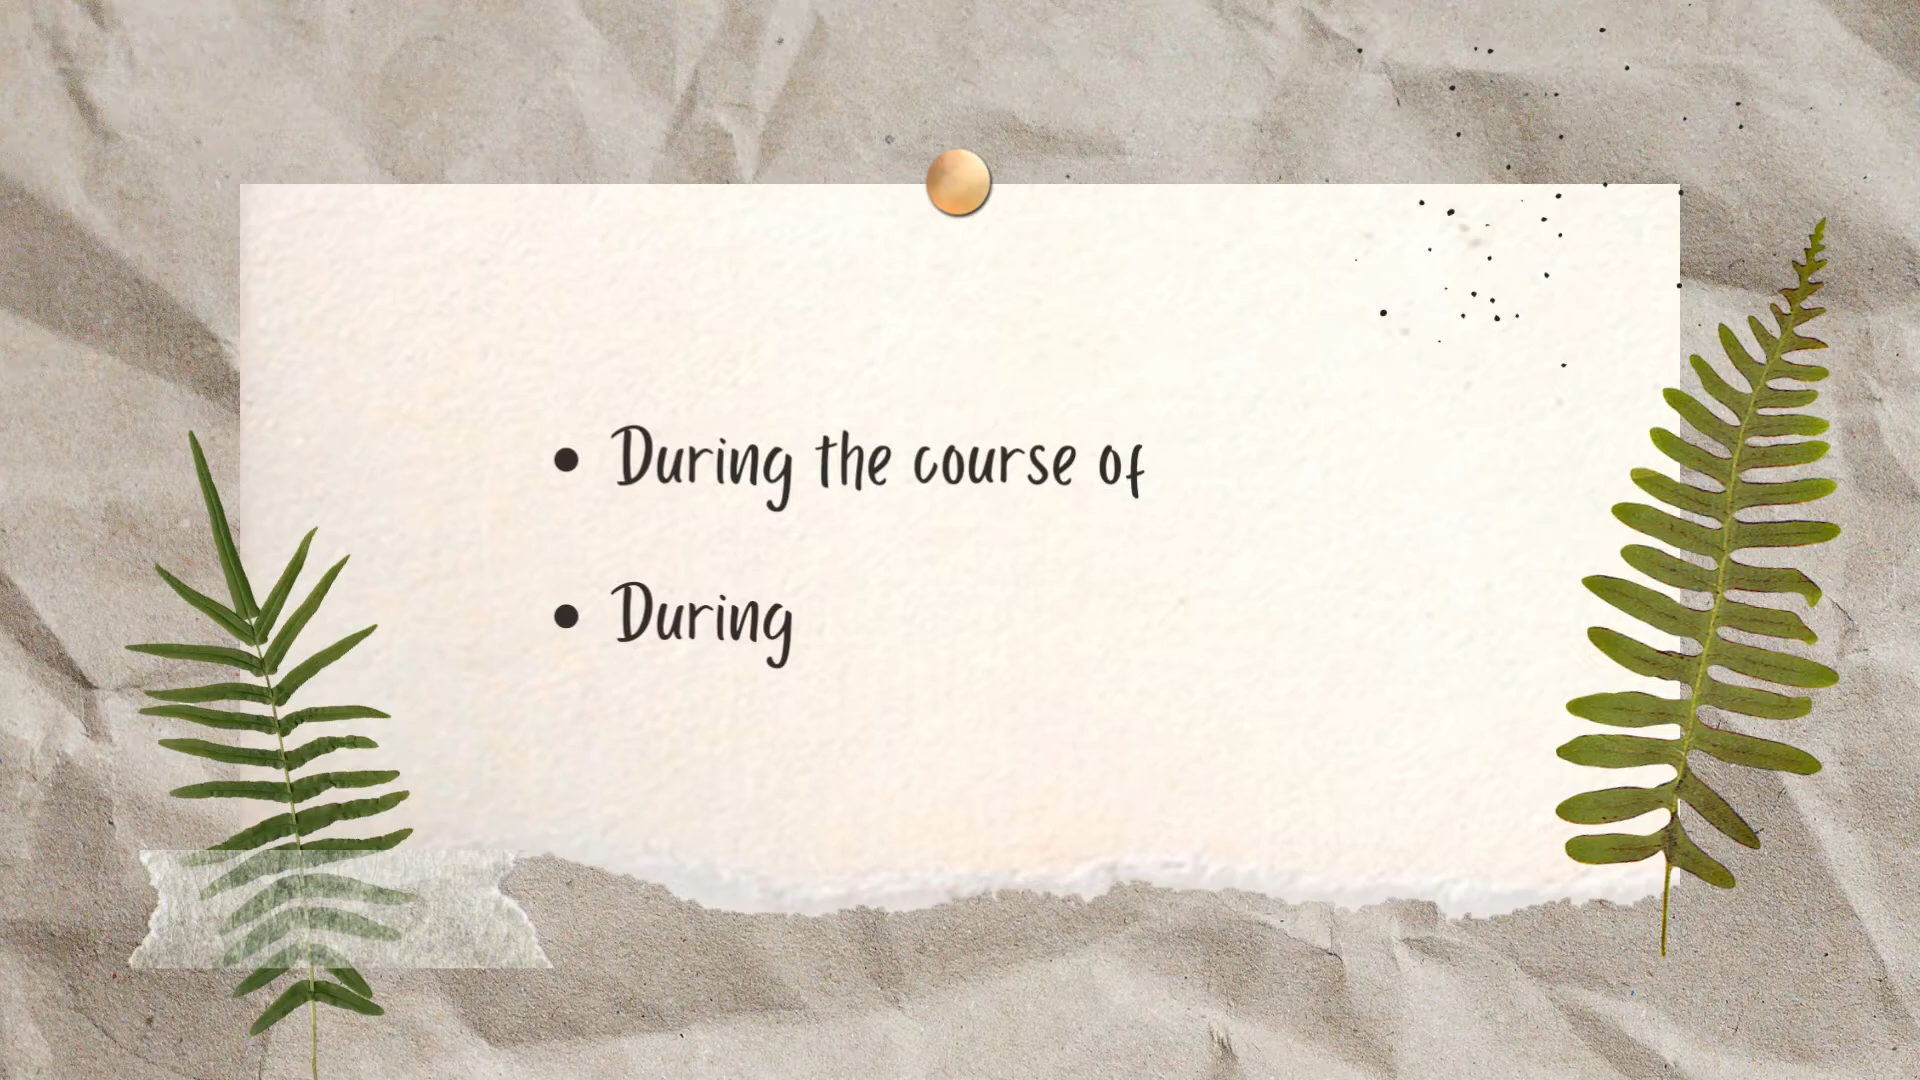 • During the course of
• During